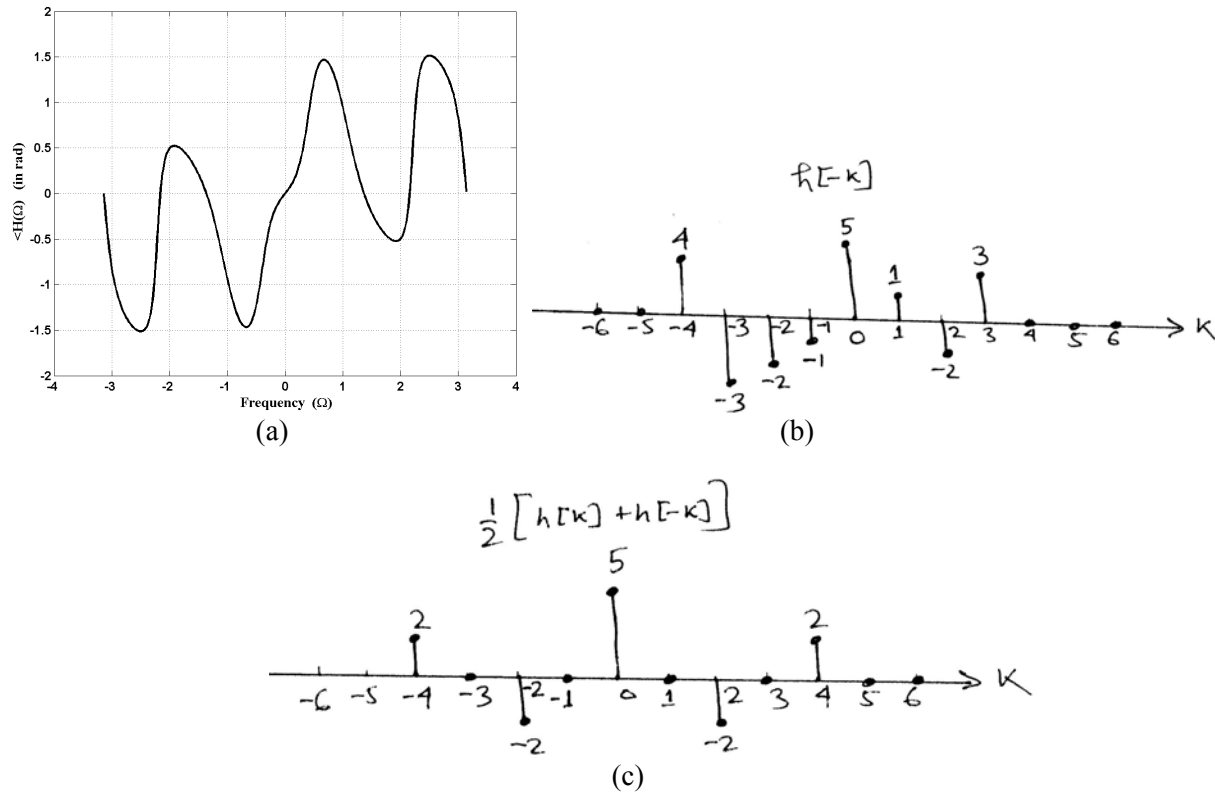 2
1.5
1
0.5
0
-0.5
-1
-1.5
-2
-4 -3 -2 -1 0 1 2 3 4
<H(Ω) (in rad)
Frequency (Ω)
(a)
h[-k]
4 5 1 3
-6 -5 -4 -3 -2 -1 0 1 2 3 4 5 6 K
-3 -2 -1 -2
(b)
1/2 [h[k] + h[-k]]
5
2 2
-6 -5 -4 -3 -2 -1 0 1 2 3 4 5 6 K
-2 -2
(c)